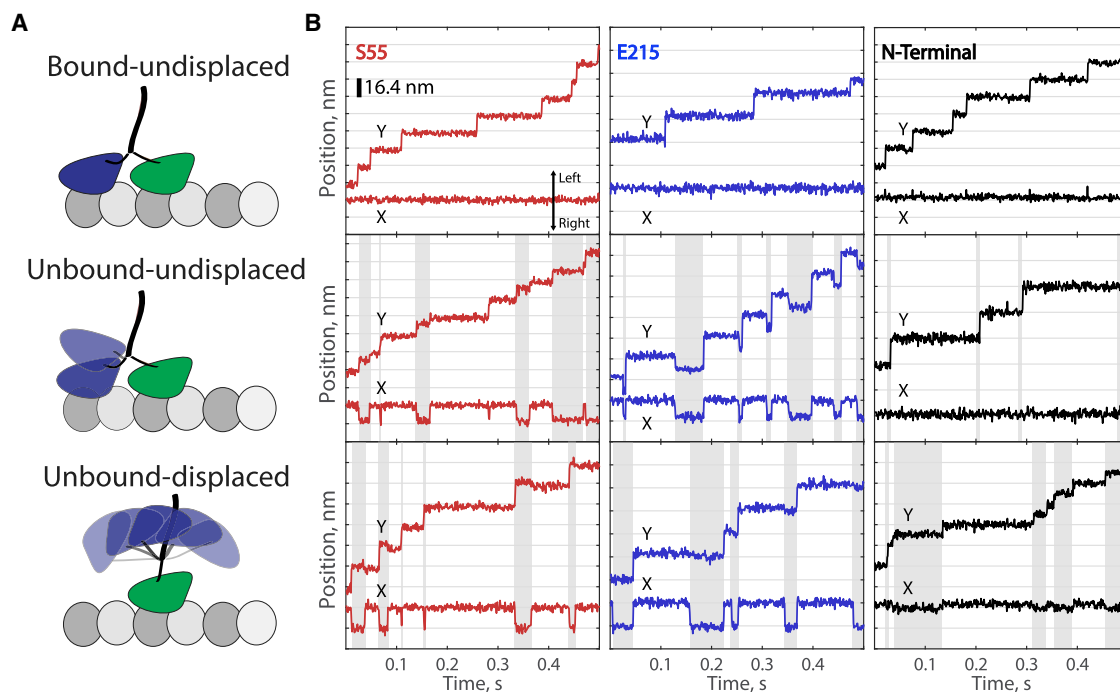 A
B
Bound-undisplaced
Unbound-undisplaced
Unbound-displaced
S55
E215
N-Terminal
16.4 nm
Position, nm
Y
X
Left
Right
Y
X
Y
X
Position, nm
Y
X
Y
X
Y
X
Position, nm
Y
X
Y
X
Y
X
0.1 0.2 0.3 0.4
0.1 0.2 0.3 0.4
0.1 0.2 0.3 0.4
Time, s
Time, s
Time, s